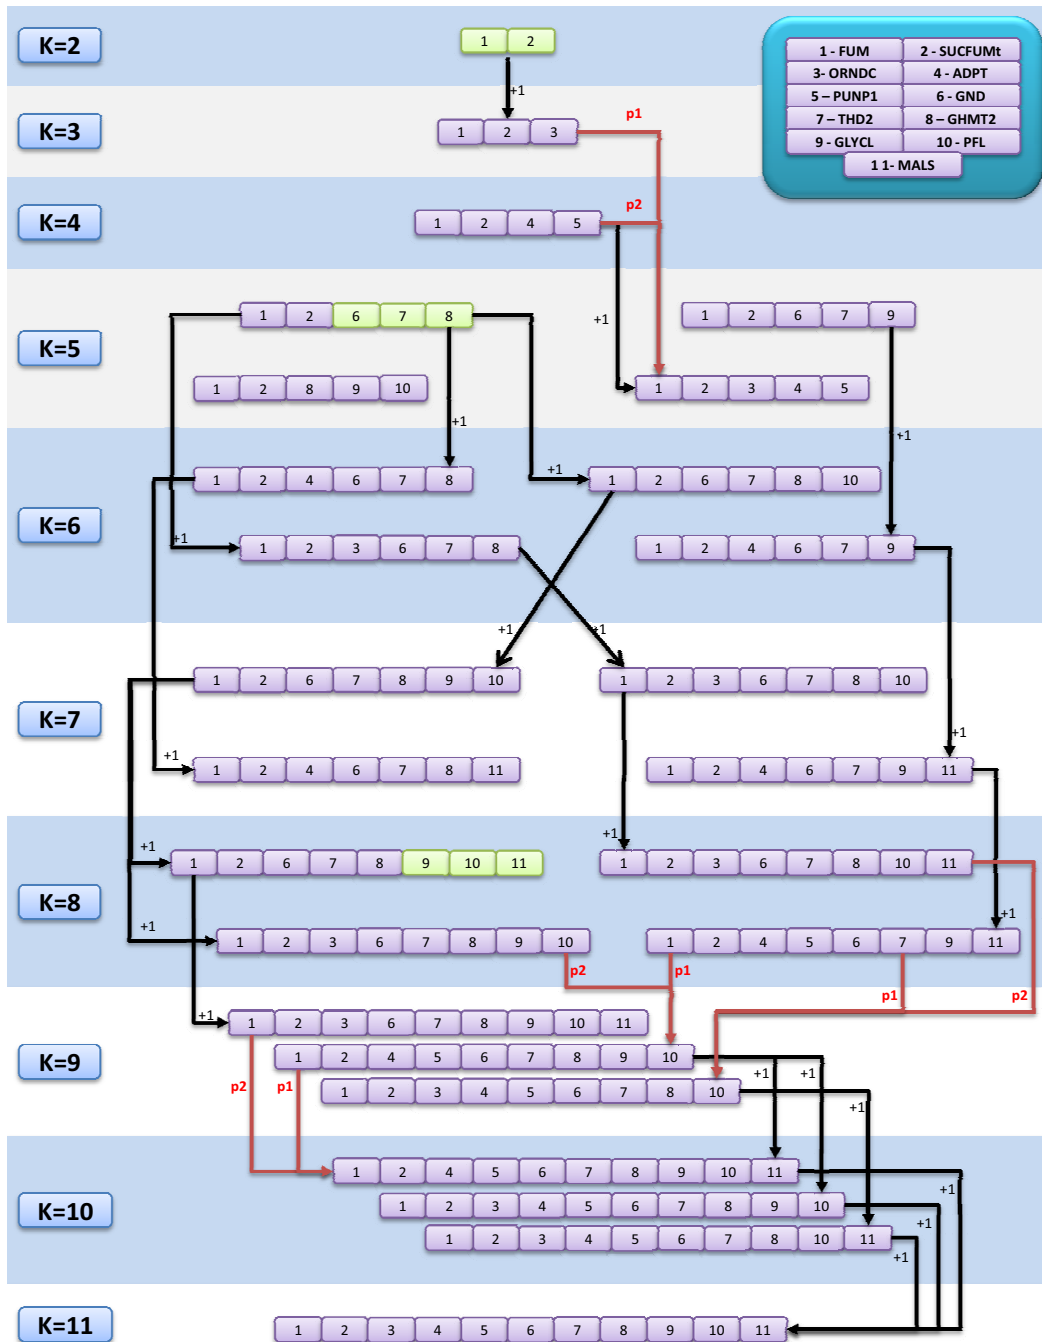 K=2
1 2
1 - FUM 2 - SUCFUMt
3- ORNDC 4 - ADPT
5 – PUNP1 6 - GND
7 – THD2 8 – GHMT2
9 - GLYCL 10 - PFL
1 1- MALS
+1
K=3
1 2 3
p1
K=4
1 2 4 5
p2
K=5
1 2 6 7 8
1 2 6 7 9
+1
1 2 8 9 10
1 2 3 4 5
+1
+1
K=6
1 2 4 6 7 8
+1
1 2 6 7 8 10
+1
1 2 3 6 7 8
1 2 4 6 7 9
+1
+1
K=7
1 2 6 7 8 9 10
1 2 3 6 7 8 10
+1
+1
1 2 4 6 7 8 11
1 2 4 6 7 9 11
K=8
+1
1 2 6 7 8 9 10 11
+1
1 2 3 6 7 8 10 11
+1
+1
1 2 3 6 7 8 9 10
1 2 4 5 6 7 9 11
p2 p1
p1 p2
K=9
+1
1 2 3 6 7 8 9 10 11
1 2 4 5 6 7 8 9 10
p2 p1
+1 +1
1 2 3 4 5 6 7 8 10
+1
K=10
1 2 4 5 6 7 8 9 10 11
+1
1 2 3 4 5 6 7 8 9 10
+1
1 2 3 4 5 6 7 8 10 11
+1
K=11
1 2 3 4 5 6 7 8 9 10 11